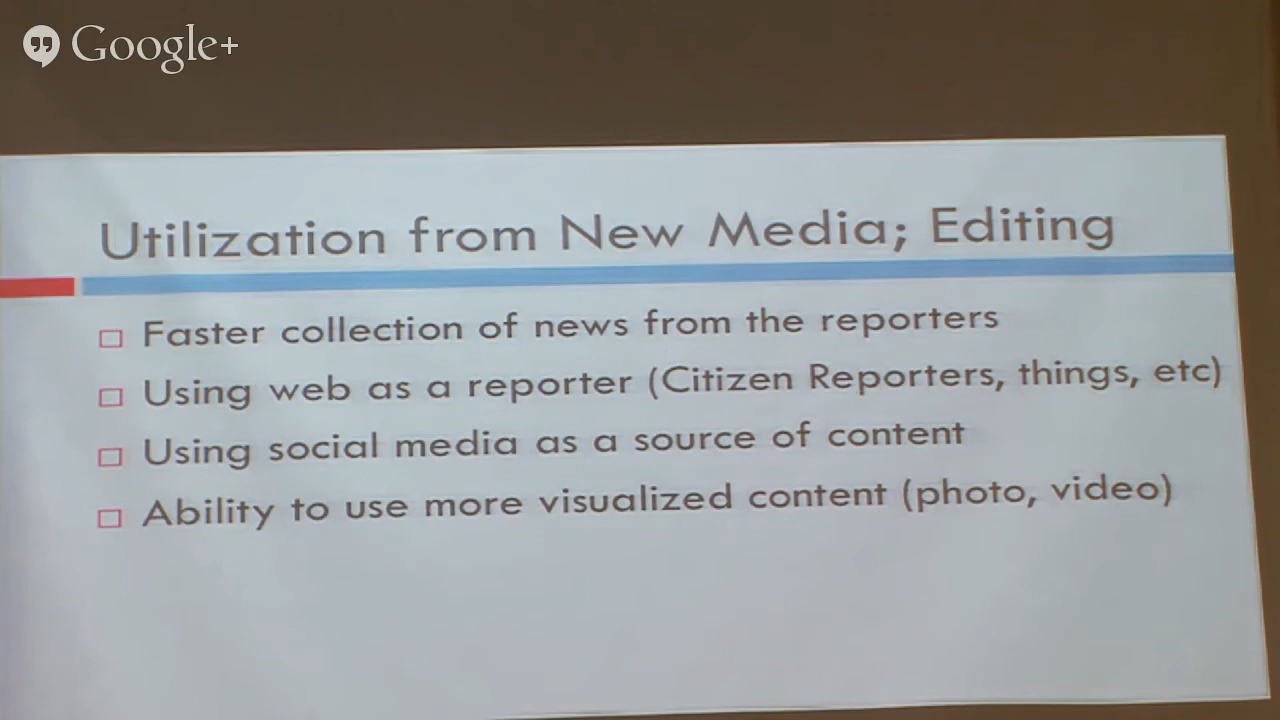 Google+
Utilization from New Media; Editing
Faster collection of news from the reporters
Using web as a reporter (Citizen Reporters, things, etc)
Using social media as a source of content
Ability to use more visualized content (photo, video)